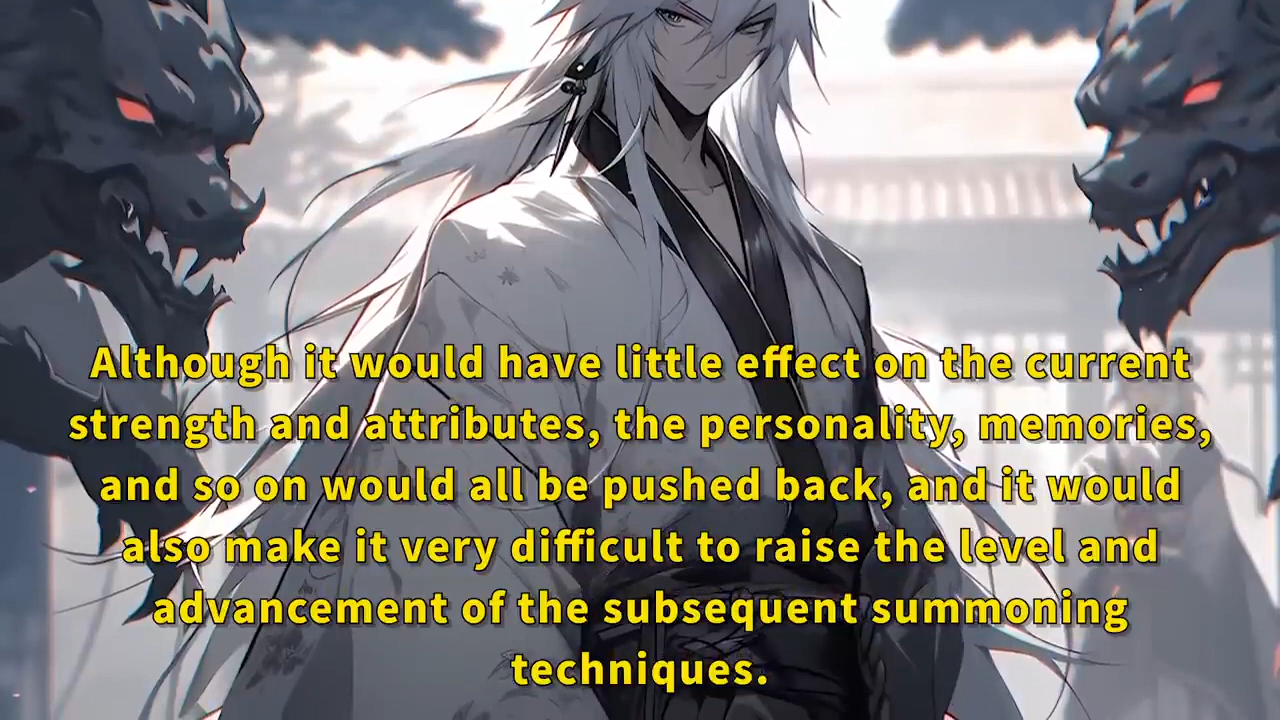 Although it would have little effect on the current
strength and attributes, the personality, memories,
and so on would all be pushed back, and it would
also make it very difficult to raise the level and
advancement of the subsequent summoning
techniques.